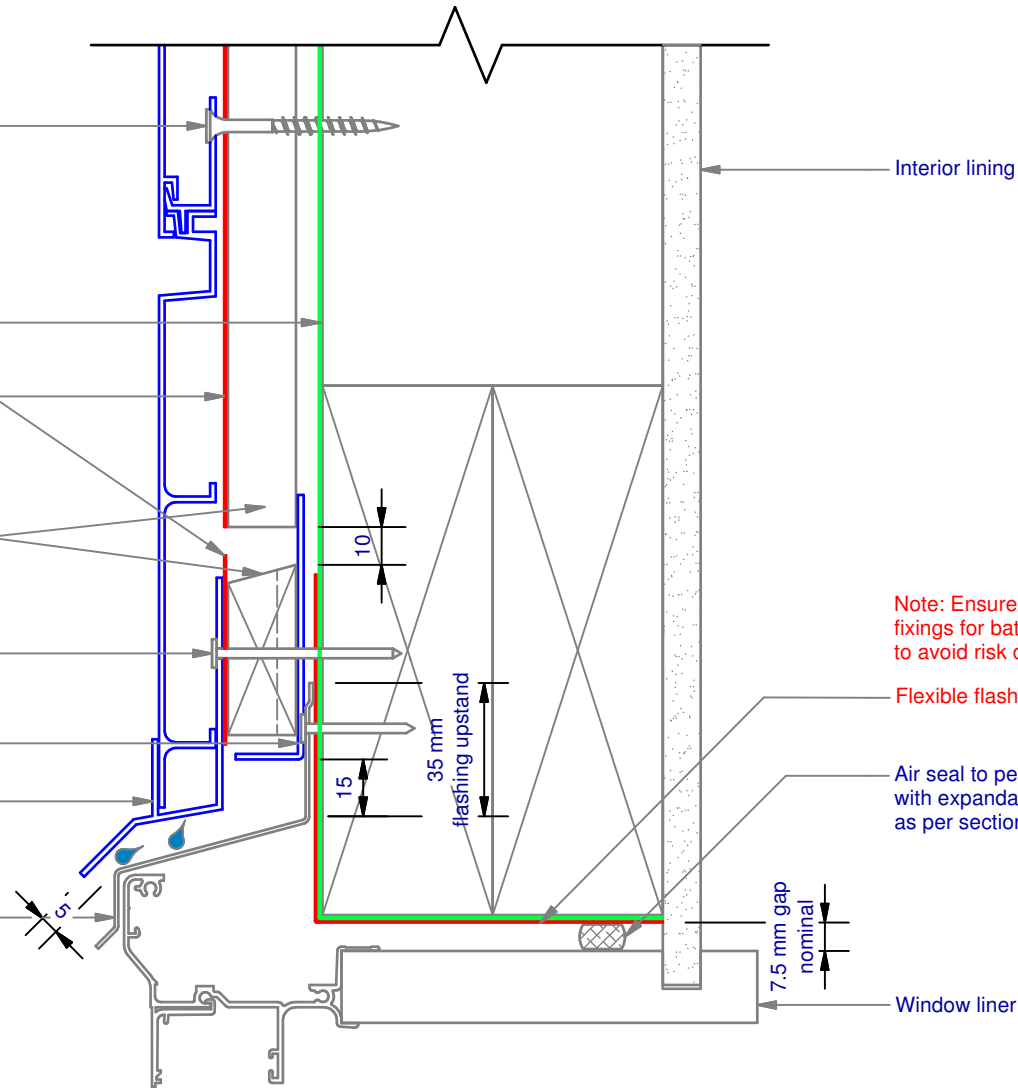 Interior lining
10
Note: Ensure
fixings for bat
to avoid risk
35 mm
flashing upstand
Flexible flash
15
Air seal to pe
with expanda
as per section
5
7.5 mm gap
nominal
Window liner